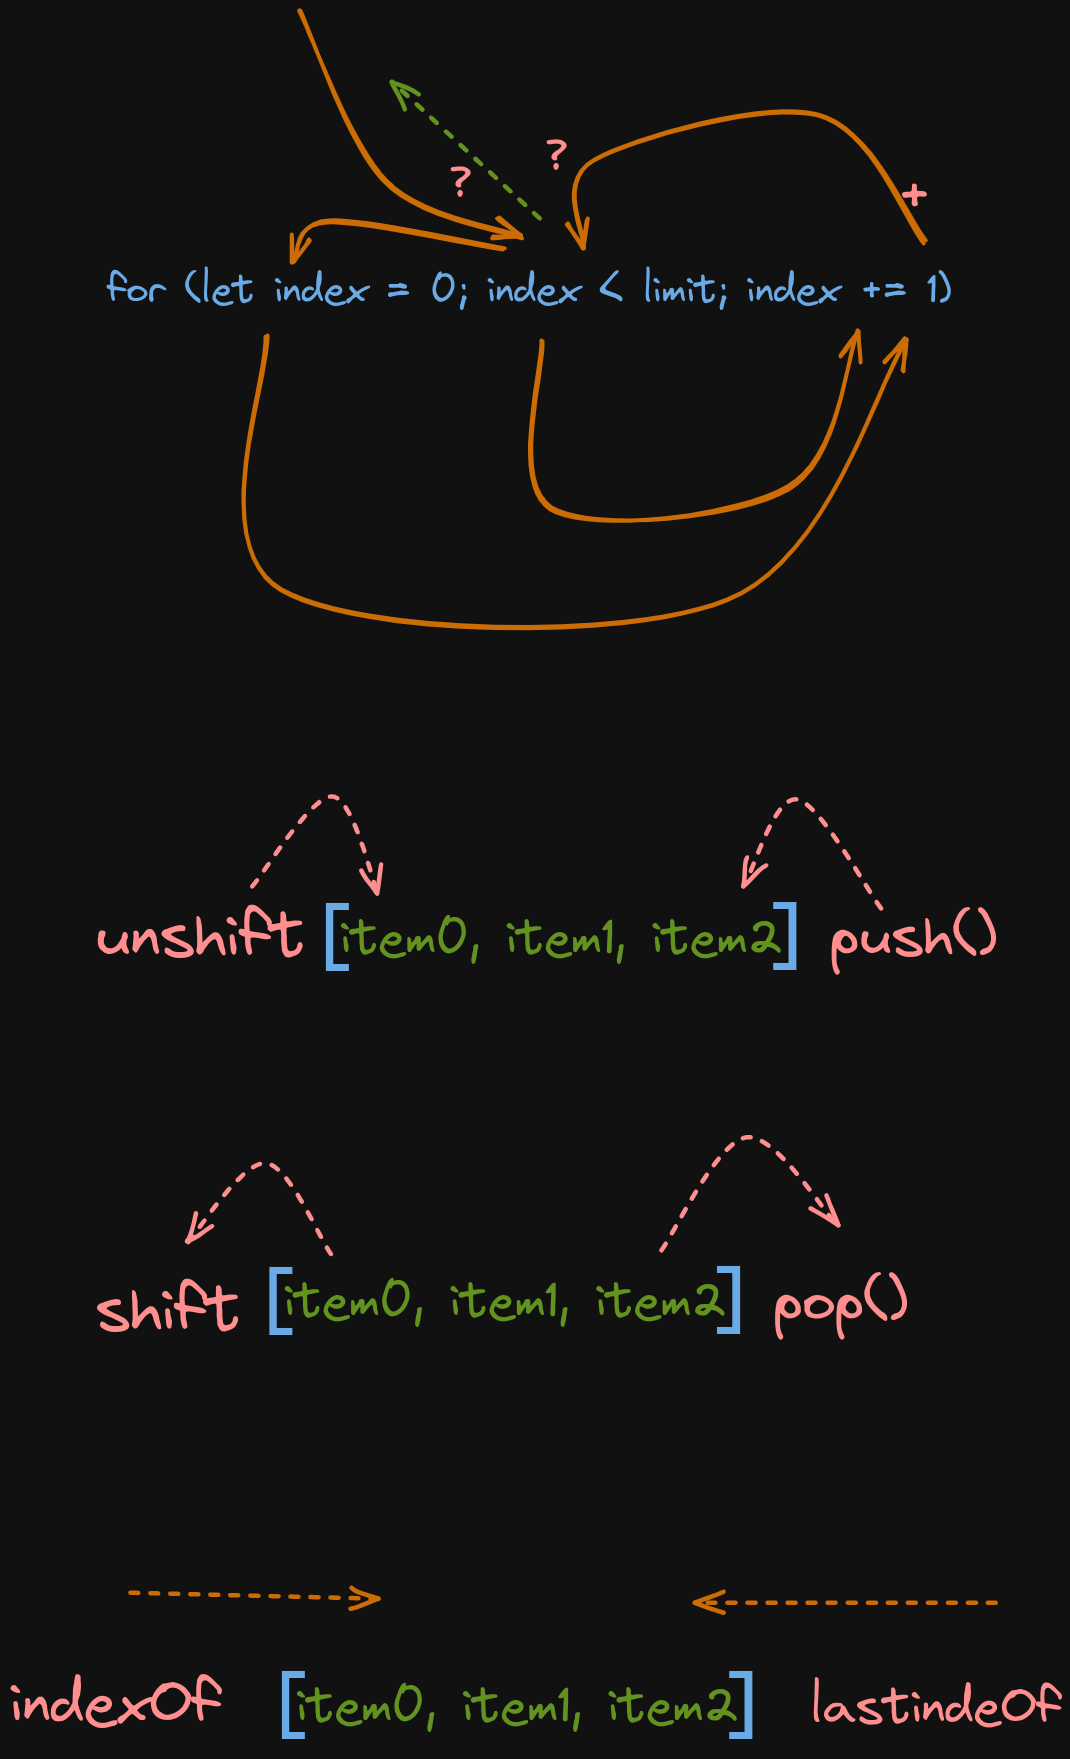 ?
?
+
for (let index = 0; index < limit; index += 1)
unshift [item0, item1, item2] push()
shift [item0, item1, item2] pop()
indexOf [item0, item1, item2] lastindeOf